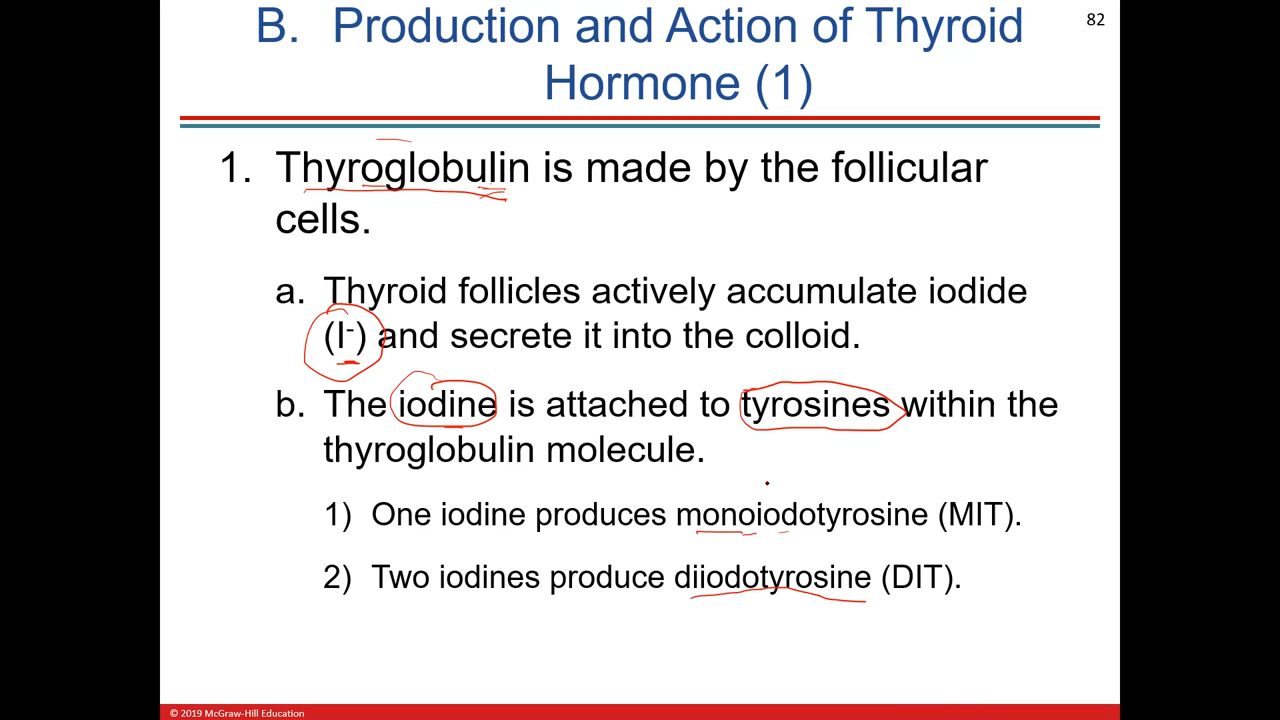 B. Production and Action of Thyroid
82
Hormone (1)
1. Thyroglobulin is made by the follicular
cells.
a. Thyroid follicles actively accumulate iodide
(I-) and secrete it into the colloid.
b. The iodine is attached to tyrosines within the
thyroglobulin molecule.
1) One iodine produces monoiodotyrosine (MIT).
2) Two iodines produce diiodotyrosine (DIT).
© 2019 McGraw-Hill Education